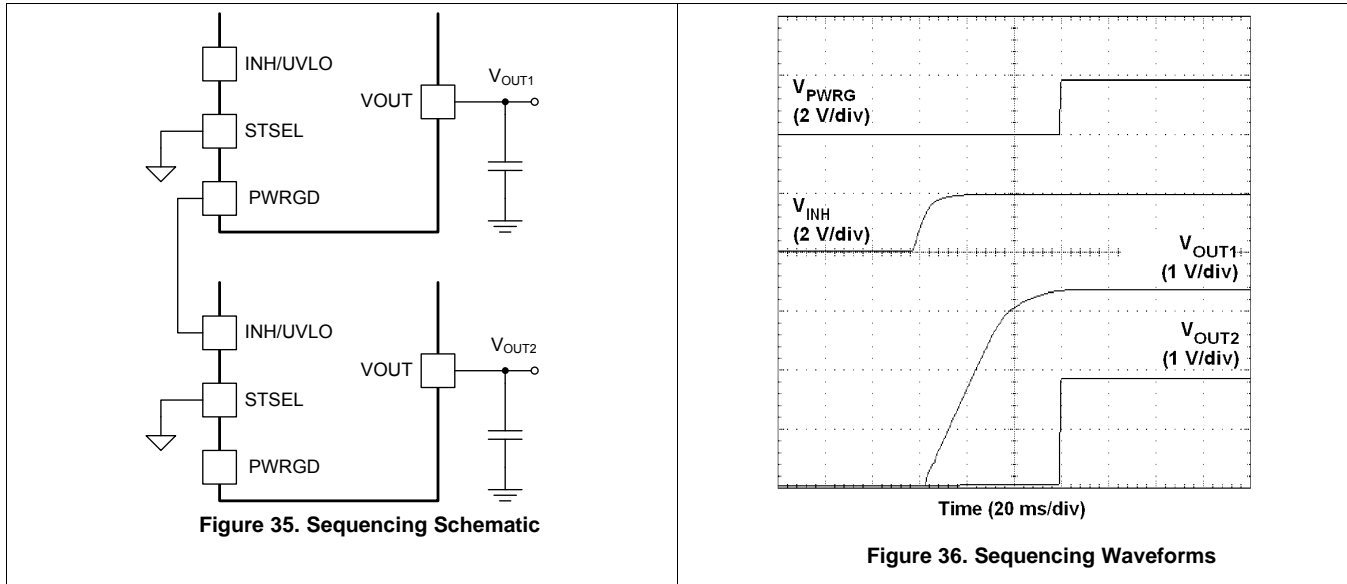 INH/UVLO
STSEL
PWRGD
VOUT
VOUT1
INH/UVLO
STSEL
PWRGD
VOUT
VOUT2
Figure 35. Sequencing Schematic
VPWRG
(2 V/div)
VINH
(2 V/div)
VOUT1
(1 V/div)
VOUT2
(1 V/div)
Time (20 ms/div)
Figure 36. Sequencing Waveforms